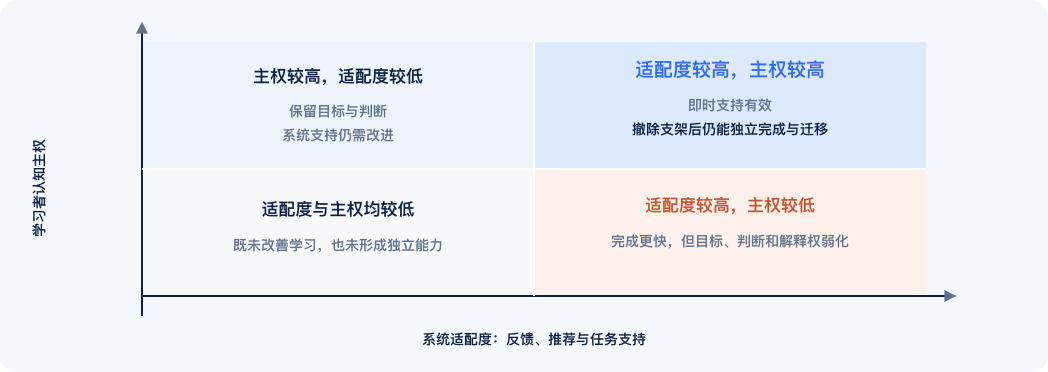 主权较高，适配度较低
保留目标与判断
系统支持仍需改进
适配度较高，主权较高
即时支持有效
撤除支架后仍能独立完成与迁移
学习者认知主权
适配度与主权均较低
既未改善学习，也未形成独立能力
适配度较高，主权较低
完成更快，但目标、判断和解释权弱化
系统适配度：反馈、推荐与任务支持